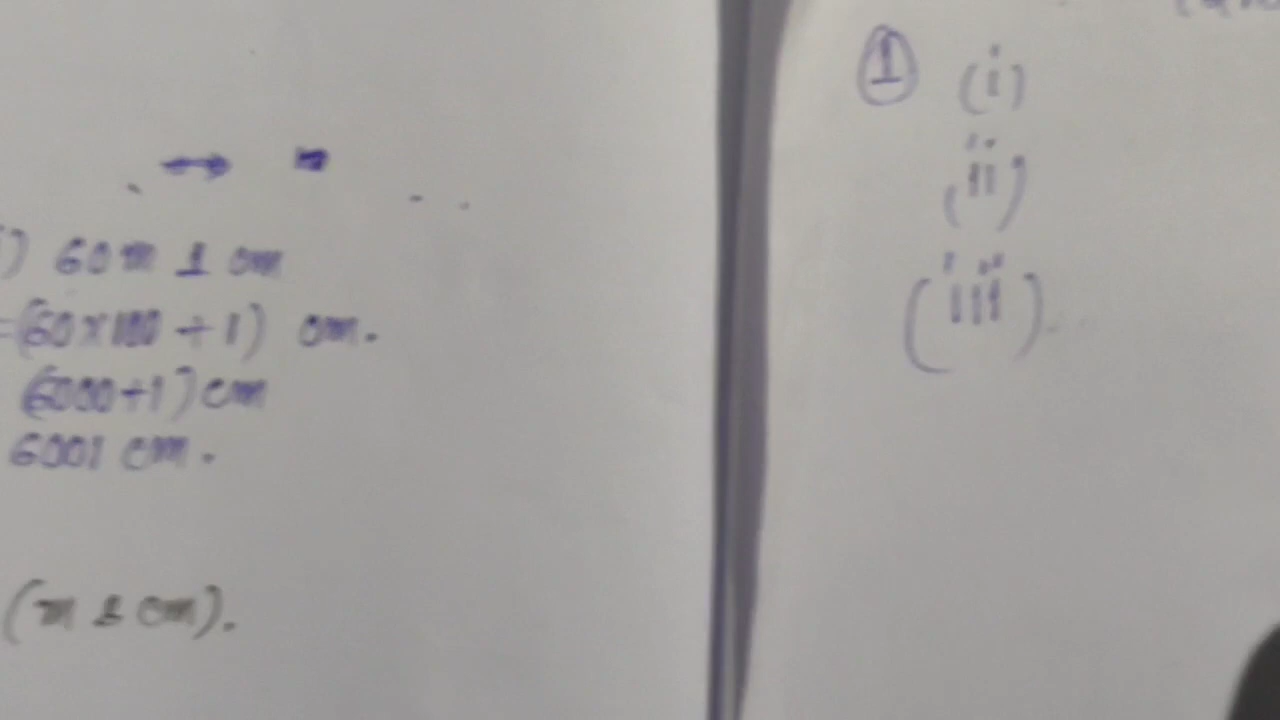 → -
) 60 m 1 cm
= (60 × 100 + 1) cm.
(6000+1) cm
6001 cm.
(m & cm).
① (i)
(ii)
(iii)